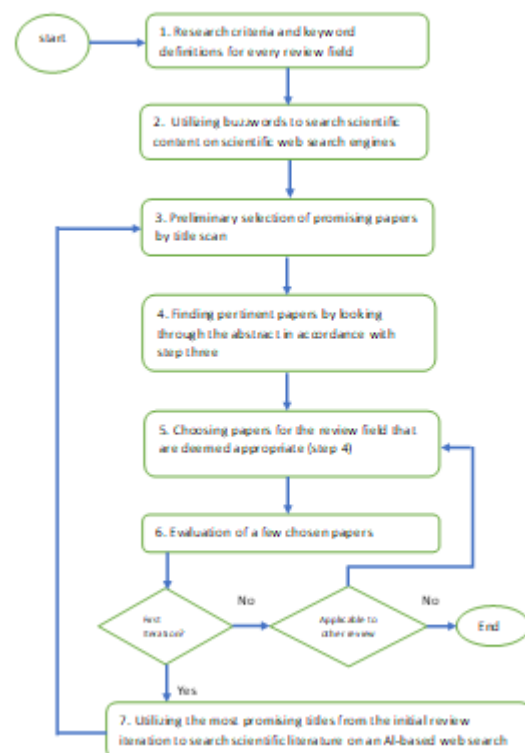 start
1. Research criteria and keyword
definitions for every review field
2. Utilizing buzzwords to search scientific
content on scientific web search engines
3. Preliminary selection of promising papers
by title scan
4. Finding pertinent papers by looking
through the abstract in accordance with
step three
5. Choosing papers for the review field that
are deemed appropriate (step 4)
6. Evaluation of a few chosen papers
First
Iteration?
No
Applicable to
other review
No
End
Yes
7. Utilizing the most promising titles from the initial review
iteration to search scientific literature on an AI-based web search